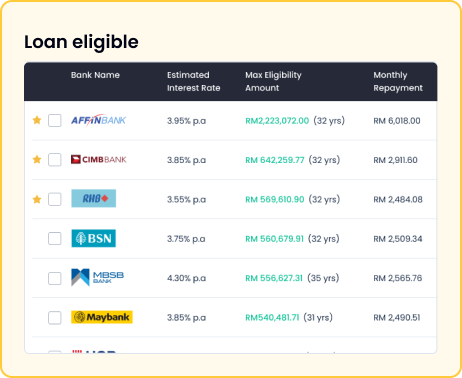 Loan eligible
Bank Name Estimated Interest Rate Max Eligibility Amount Monthly Repayment
AFFINBANK 3.95% p.a RM2,223,072.00 (32 yrs) RM 6,018.00
CIMBBANK 3.85% p.a RM 642,259.77 (32 yrs) RM 2,911.60
RHB 3.55% p.a RM 569,610.90 (32 yrs) RM 2,484.08
BSN 3.75% p.a RM 560,679.91 (32 yrs) RM 2,509.34
MBSB BANK 4.30% p.a RM 556,627.31 (35 yrs) RM 2,565.76
Maybank 3.85% p.a RM540,481.71 (31 yrs) RM 2,490.51